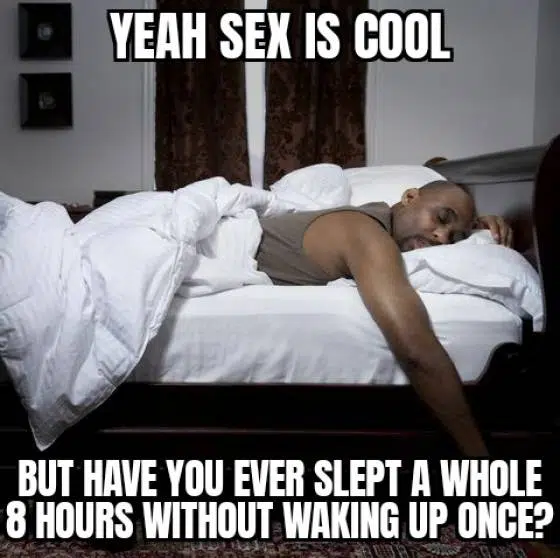 YEAH SEX IS COOL
BUT HAVE YOU EVER SLEPT A WHOLE
8 HOURS WITHOUT WAKING UP ONCE?